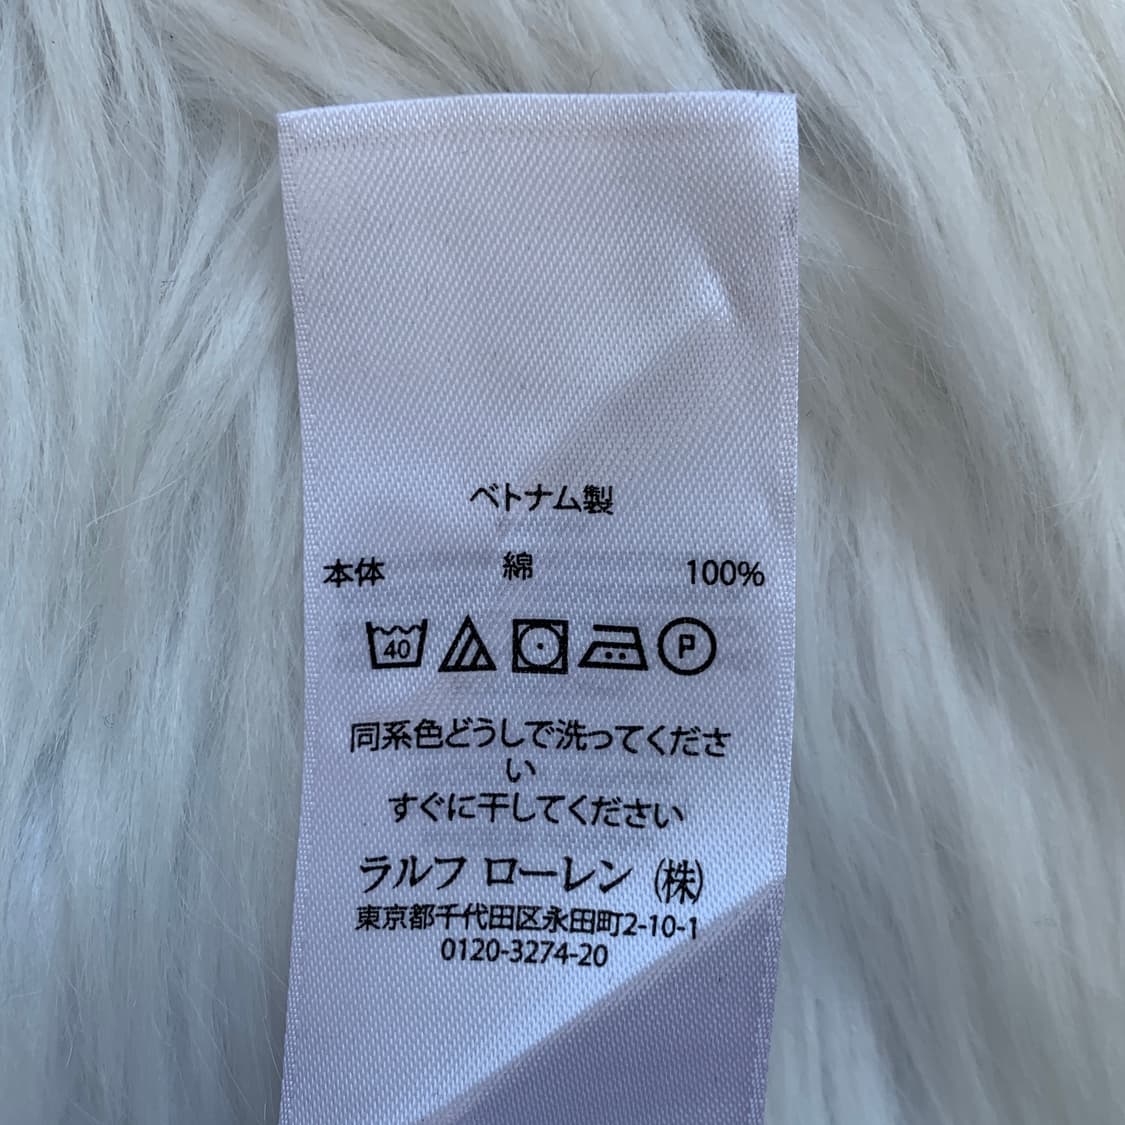 ベトナム製
本体 綿 100%
40 P
同系色どうしで洗ってくださ
い
すぐに干してください
ラルフ ローレン (株)
東京都千代田区永田町2-10-1
0120-3274-20